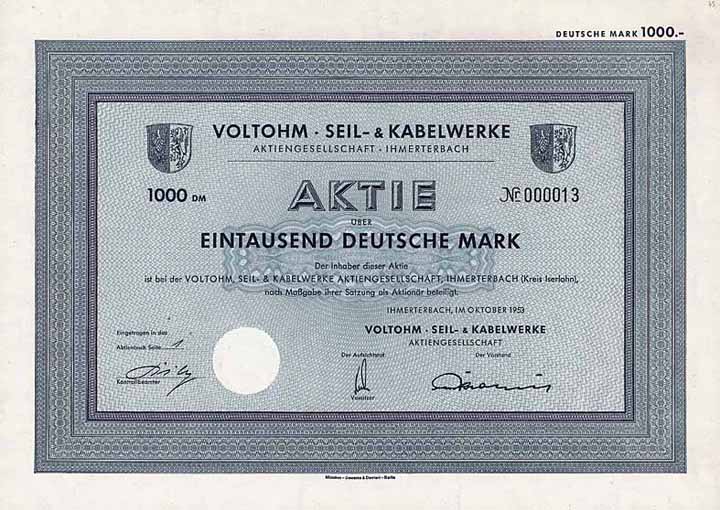 DEUTSCHE MARK 1000.-
VOLTOHM · SEIL- & KABELWERKE
AKTIENGESELLSCHAFT · IHMERTERBACH
1000 DM
AKTIE
№ 000013
ÜBER
EINTAUSEND DEUTSCHE MARK
Der Inhaber dieser Aktie
ist bei der VOLTOHM, SEIL- & KABELWERKE AKTIENGESELLSCHAFT, IHMERTERBACH (Kreis Iserlohn),
nach Maßgabe ihrer Satzung als Aktionär beteiligt.
IHMERTERBACH, IM OKTOBER 1953
VOLTOHM · SEIL- & KABELWERKE
AKTIENGESELLSCHAFT
Eingetragen in das
Aktienbuch Seite 1
Der Aufsichtsrat
Der Vorstand
Kontrollbeamter
Vorsitzer